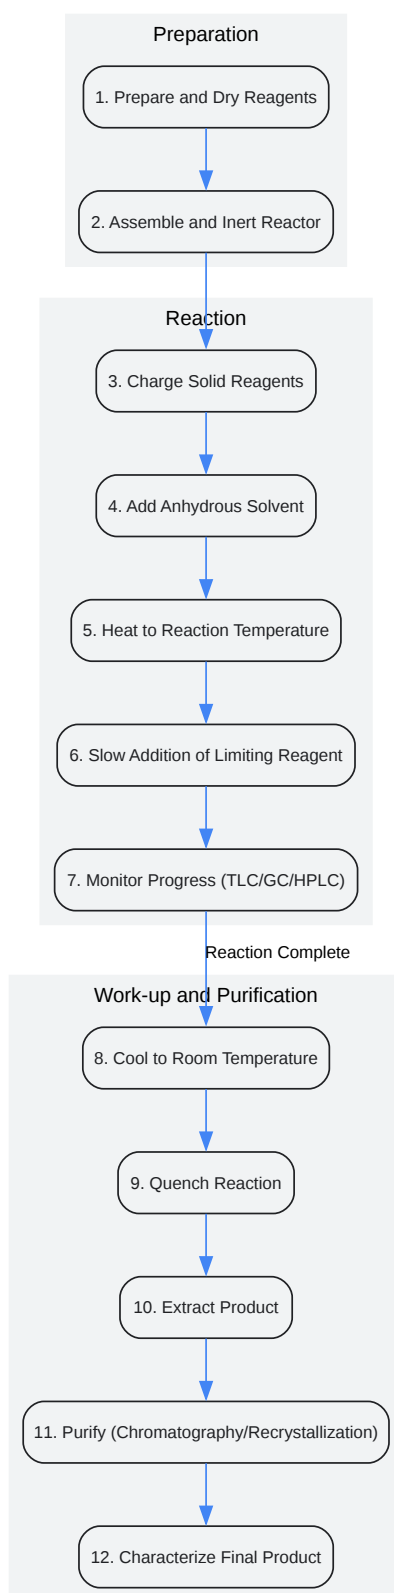 Preparation
1. Prepare and Dry Reagents
2. Assemble and Inert Reactor
Reaction
3. Charge Solid Reagents
4. Add Anhydrous Solvent
5. Heat to Reaction Temperature
6. Slow Addition of Limiting Reagent
7. Monitor Progress (TLC/GC/HPLC)
Reaction Complete
Work-up and Purification
8. Cool to Room Temperature
9. Quench Reaction
10. Extract Product
11. Purify (Chromatography/Recrystallization)
12. Characterize Final Product